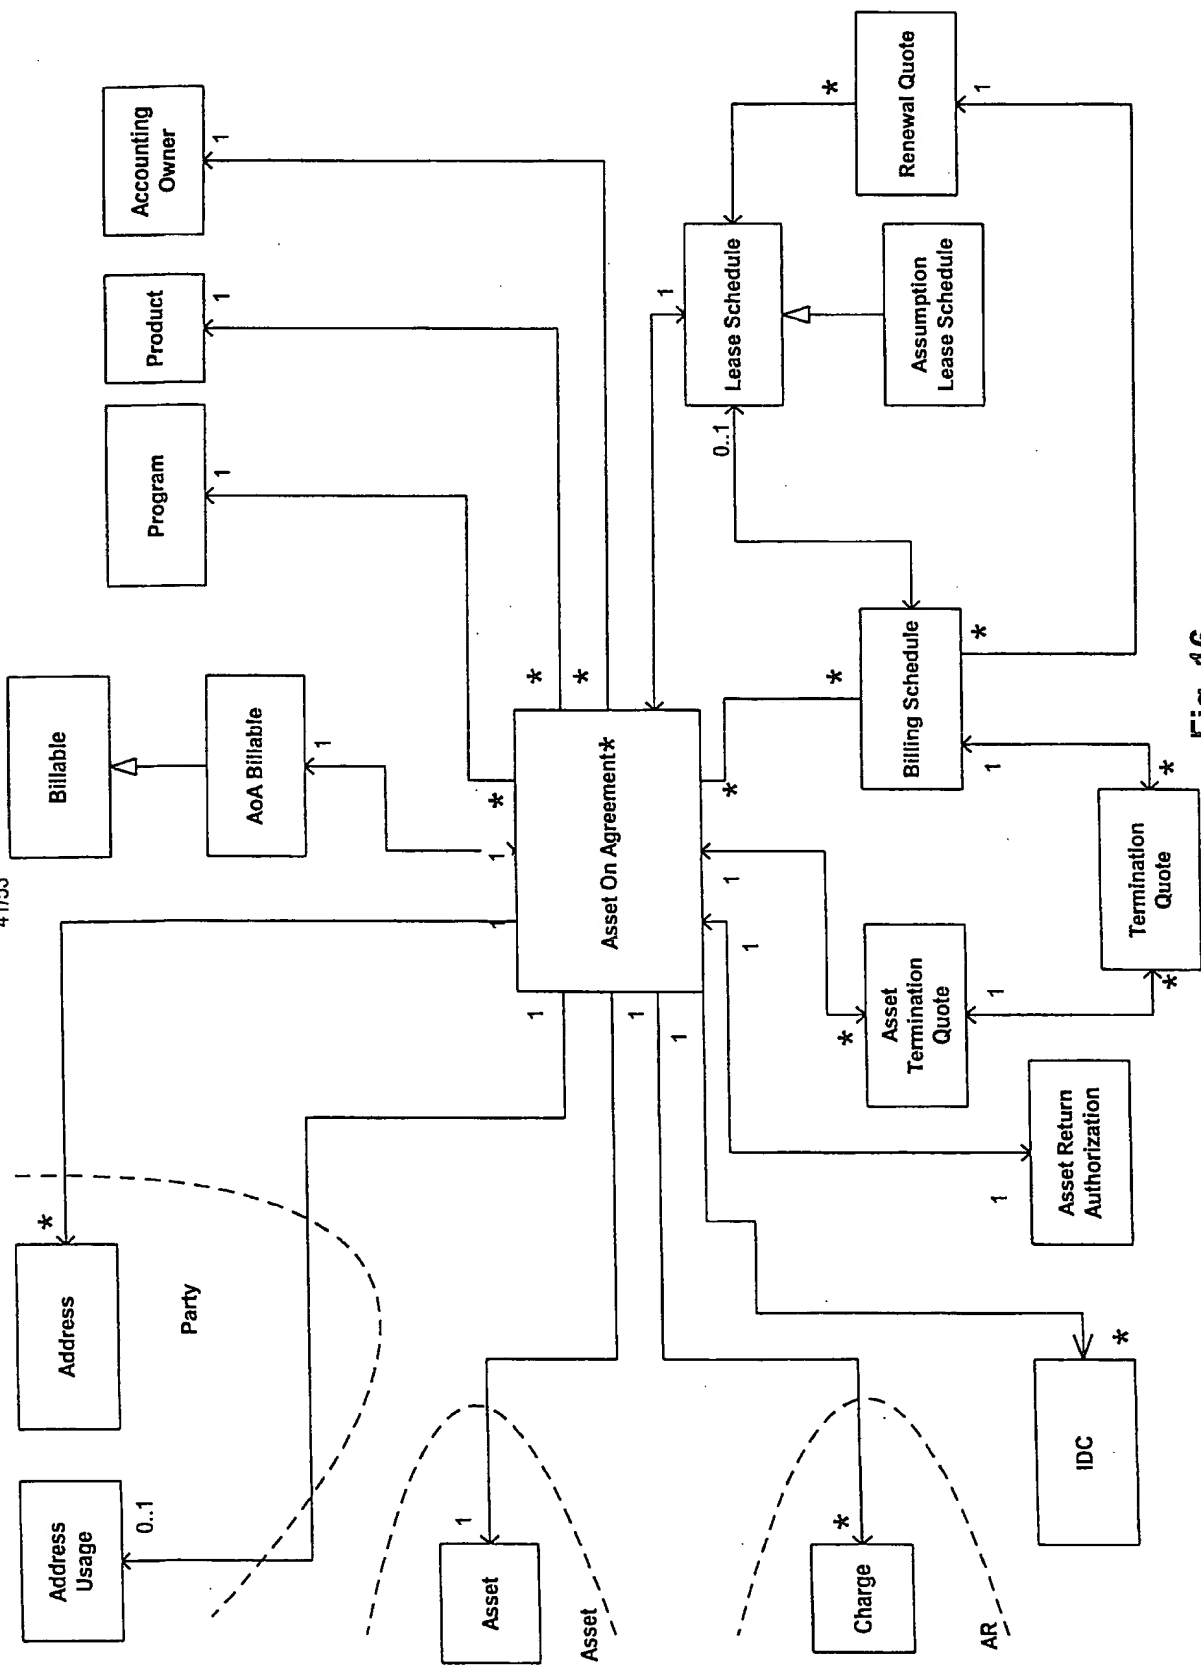 41/53
Address
Usage
Address
Billable
0..1
*
Party
AoA Billable
Program
Product
Accounting
Owner
1
1
1
1
Asset
1
Asset
1
1
*
*
*
1
1
1
Asset On Agreement*
1
1
*
1
Lease Schedule
0..1
*
Charge
AR
*
*
*
Asset
Termination
Quote
Billing Schedule
Assumption
Lease Schedule
Renewal Quote
*
1
1
1
1
IDC
*
Asset Return
Authorization
Termination
Quote
*
*
Fig.